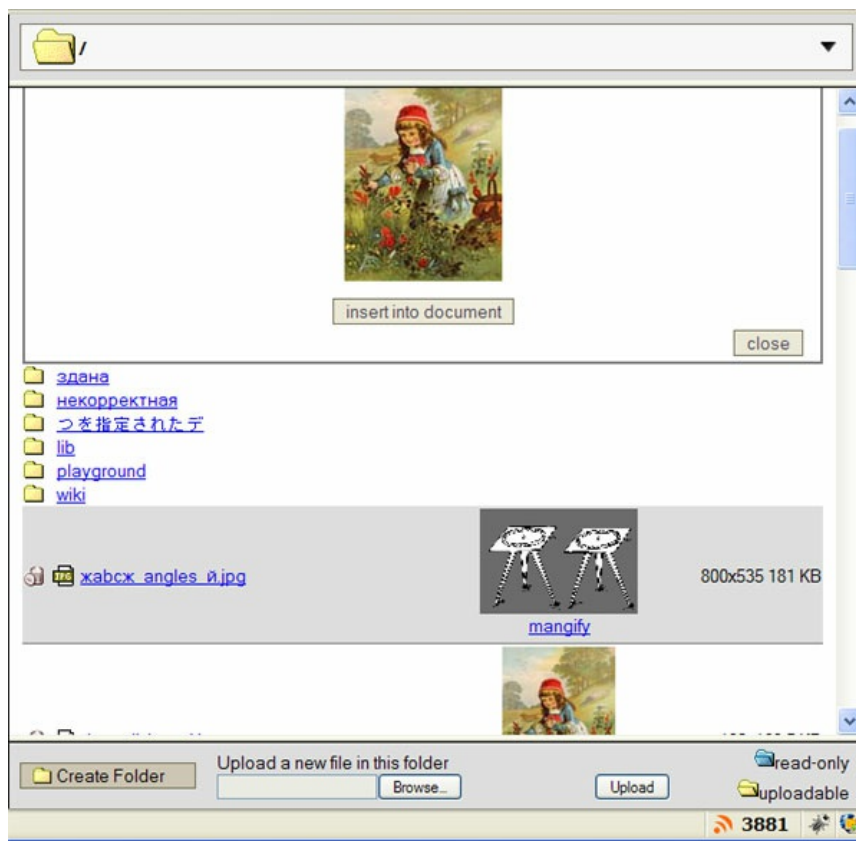 /
insert into document
close
здана
некорректная
つを指定されたデ
lib
playground
wiki
жabcж_angles_й.jpg
800x535 181 KB
mangify
Create Folder
Upload a new file in this folder
Browse...
Upload
read-only
uploadable
3881